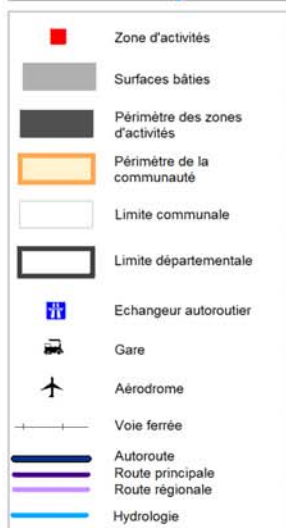 Zone d'activités
Surfaces bâties
Périmètre des zones
d'activités
Périmètre de la
communauté
Limite communale
Limite départementale
Echangeur autoroutier
Gare
Aérodrome
Voie ferrée
Autoroute
Route principale
Route régionale
Hydrologie